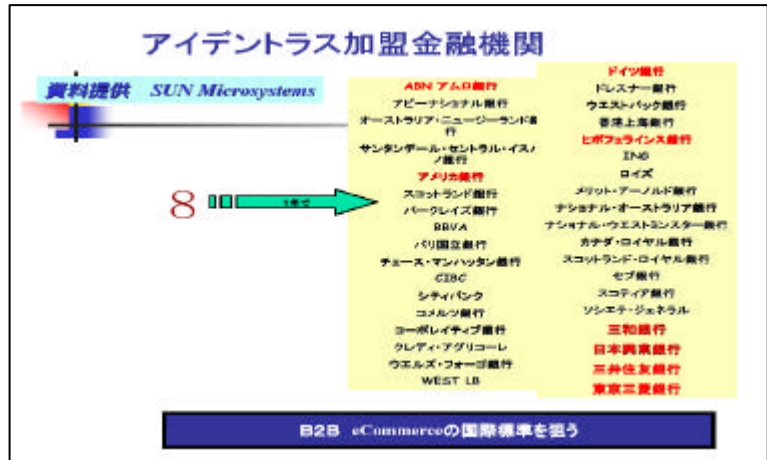 アイデントラス加盟金融機関
資料提供 SUN Microsystems
8
1年で
ABN アムロ銀行
アビーナショナル銀行
オーストラリア・ニュージーランド銀
行
サンタンデール・セントラル・イスパ
ノ銀行
アメリカ銀行
スコットランド銀行
バークレイズ銀行
BBVA
パリ国立銀行
チェース・マンハッタン銀行
CIBC
シティバンク
コメルツ銀行
コーポレイティブ銀行
クレディ・アグリコーレ
ウエルズ・フォーゴ銀行
WEST LB
ドイツ銀行
ドレスナー銀行
ウエストパック銀行
香港上海銀行
ヒポフェラインス銀行
ING
ロイズ
メリット・アーノルド銀行
ナショナル・オーストラリア銀行
ナショナル・ウエストミンスター銀行
カナダ・ロイヤル銀行
スコットランド・ロイヤル銀行
セブ銀行
スコティア銀行
ソシエテ・ジェネラル
三和銀行
日本興業銀行
三井住友銀行
東京三菱銀行
B2B eCommerceの国際標準を狙う